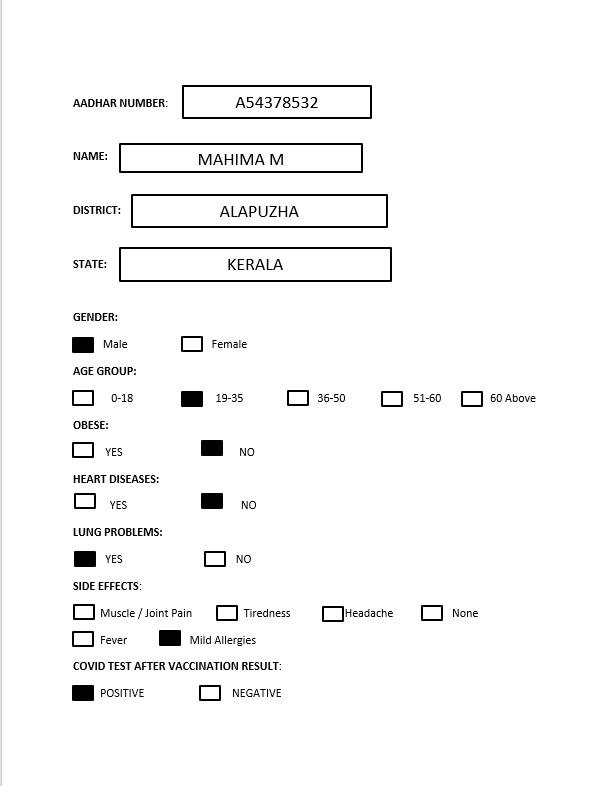 AADHAR NUMBER: A54378532
NAME: MAHIMA M
DISTRICT: ALAPUZHA
STATE: KERALA
GENDER:
Male Female
AGE GROUP:
0-18 19-35 36-50 51-60 60 Above
OBESE:
YES NO
HEART DISEASES:
YES NO
LUNG PROBLEMS:
YES NO
SIDE EFFECTS:
Muscle / Joint Pain Tiredness Headache None
Fever Mild Allergies
COVID TEST AFTER VACCINATION RESULT:
POSITIVE NEGATIVE